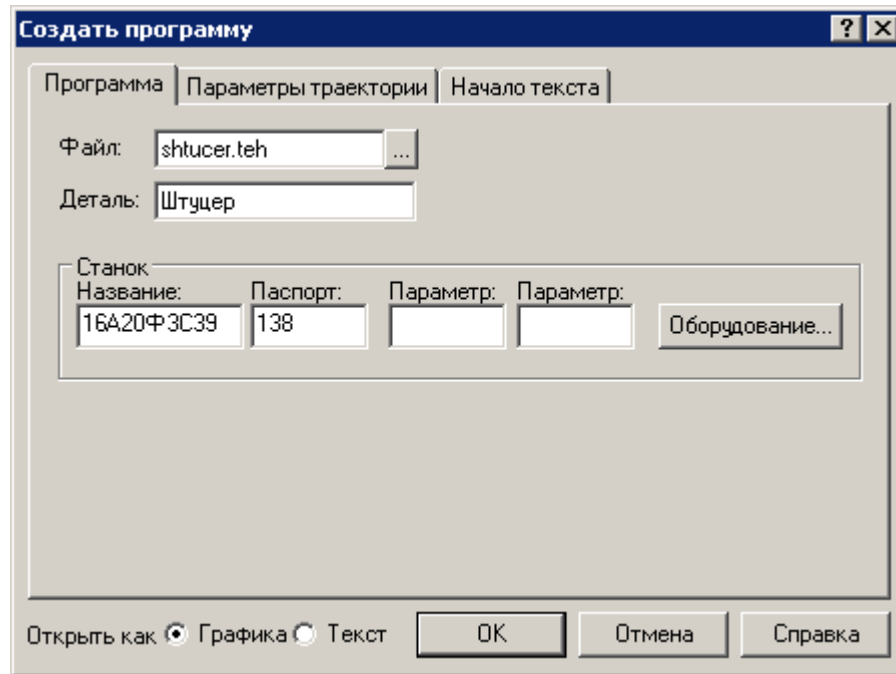 Создать программу
Программа Параметры траектории Начало текста
Файл: shtucer.teh ...
Деталь: Штуцер
Станок
Название: Паспорт: Параметр: Параметр:
16А20Ф3С39 138 Оборудование...
Открыть как Графика Текст OK Отмена Справка